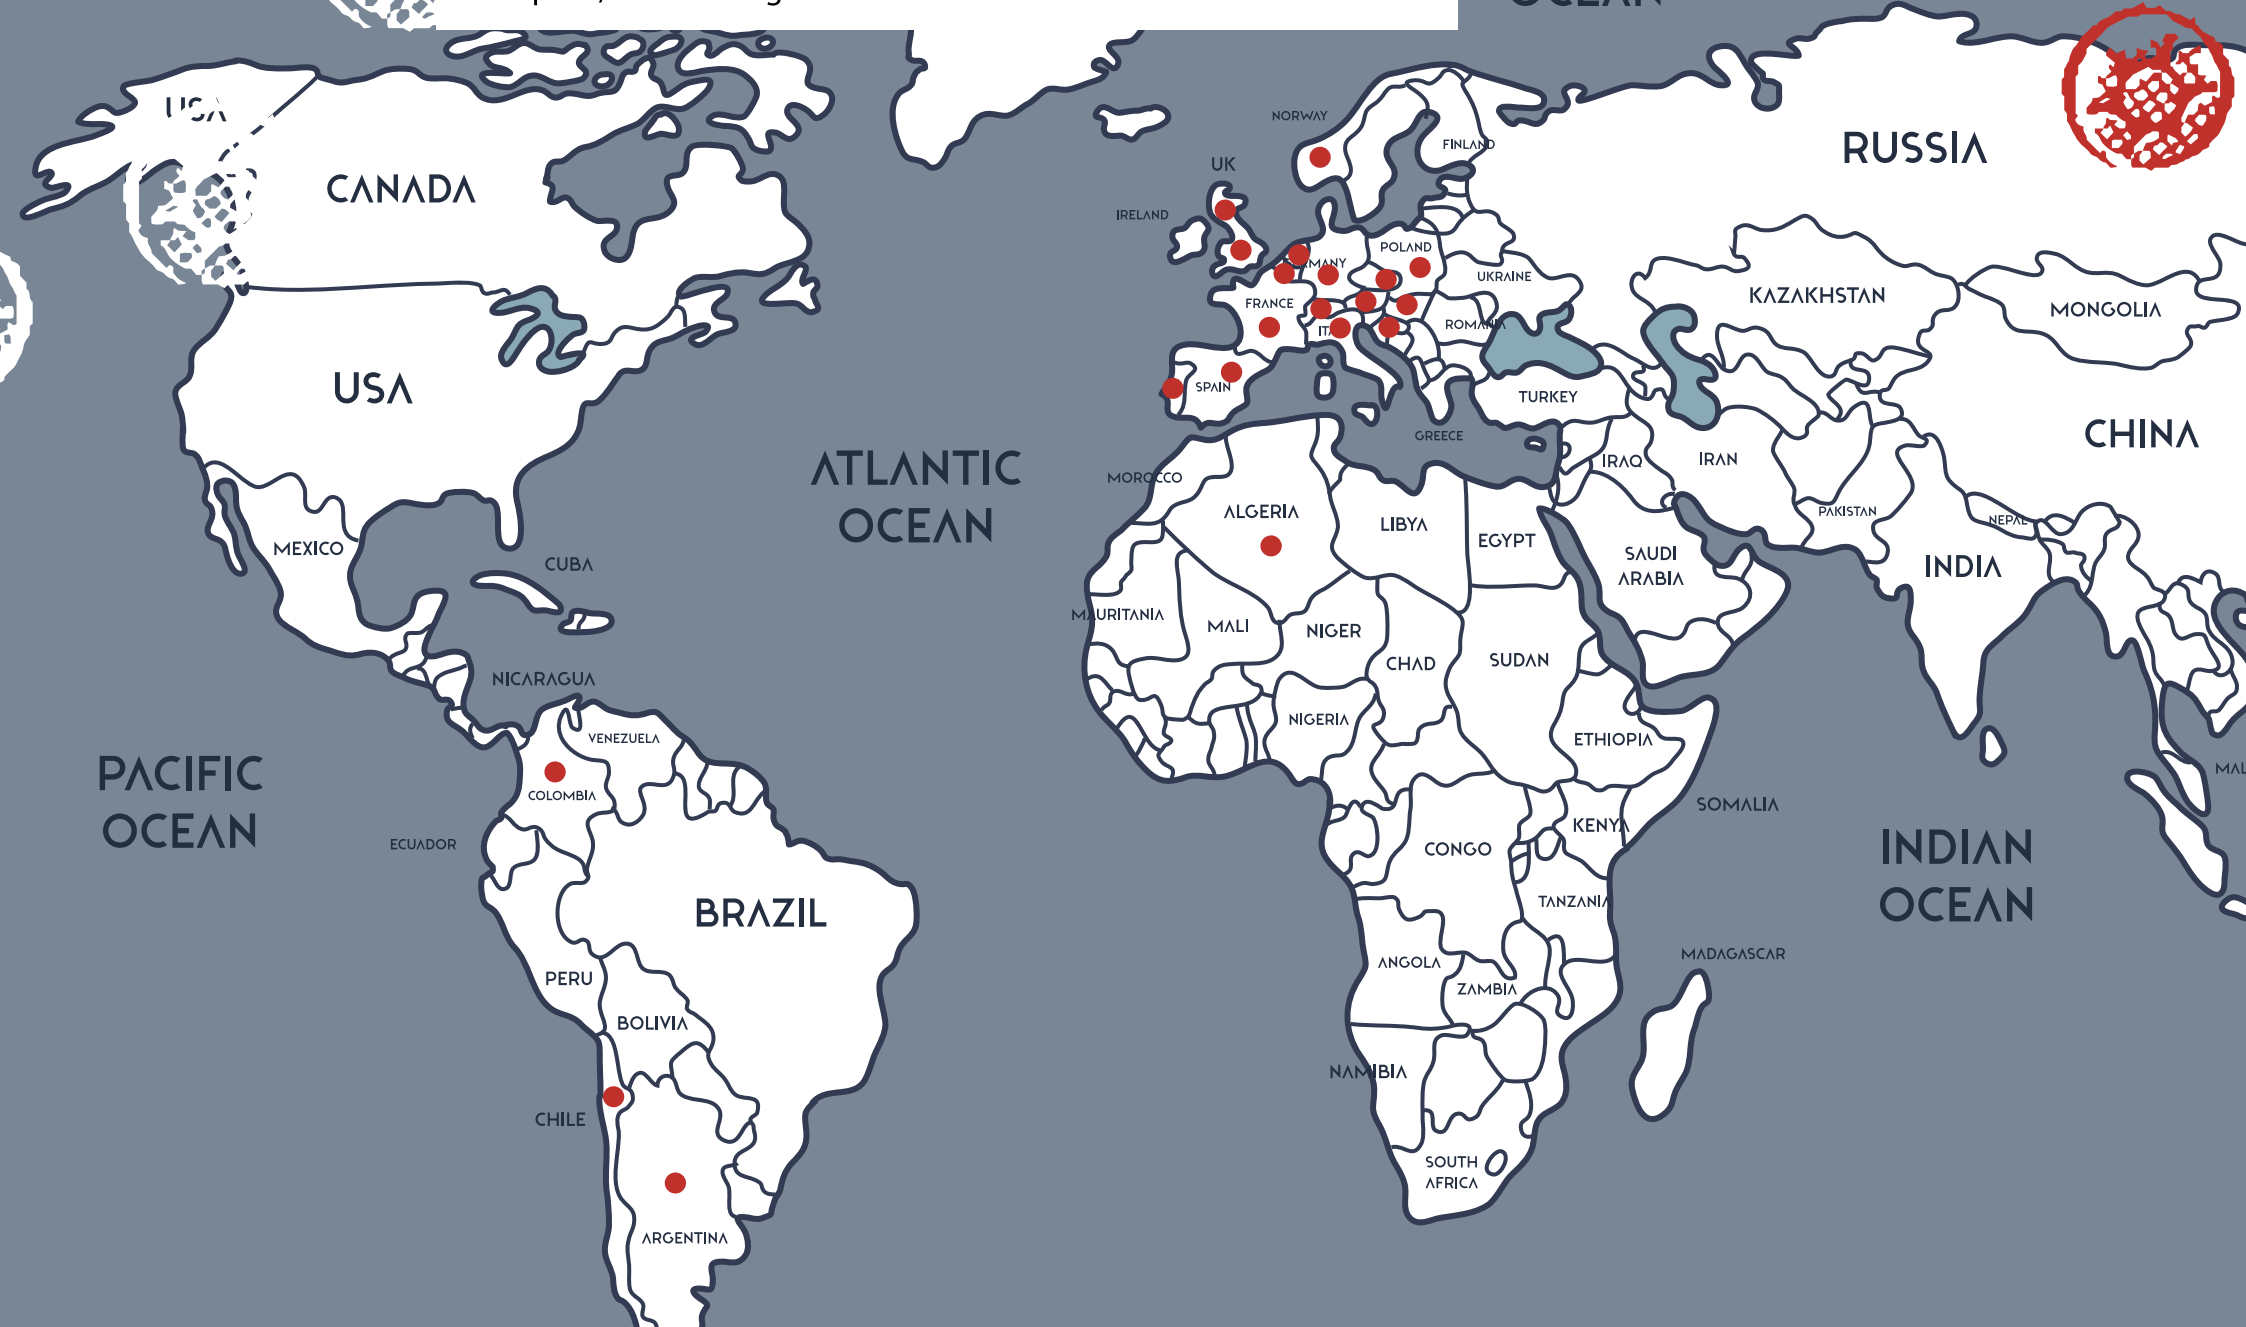 USA
NORWAY
FINLAND
RUSSIA
UK
CANADA
IRELAND
POLAND
UKRAINE
FRANCE
KAZAKHSTAN
MONGOLIA
ROMANIA
USA
SPAIN
TURKEY
GREECE
CHINA
ATLANTIC
OCEAN
MOROCCO
IRAQ
IRAN
ALGERIA
LIBYA
EGYPT
PAKISTAN
NEPAL
MEXICO
CUBA
SAUDI
ARABIA
INDIA
MAURITANIA
MALI
NIGER
CHAD
SUDAN
NICARAGUA
NIGERIA
ETHIOPIA
VENEZUELA
COLOMBIA
PACIFIC
OCEAN
SOMALIA
KENYA
ECUADOR
CONGO
INDIAN
OCEAN
BRAZIL
TANZANIA
ANGOLA
MADAGASCAR
PERU
ZAMBIA
BOLIVIA
NAMIBIA
CHILE
SOUTH
AFRICA
ARGENTINA